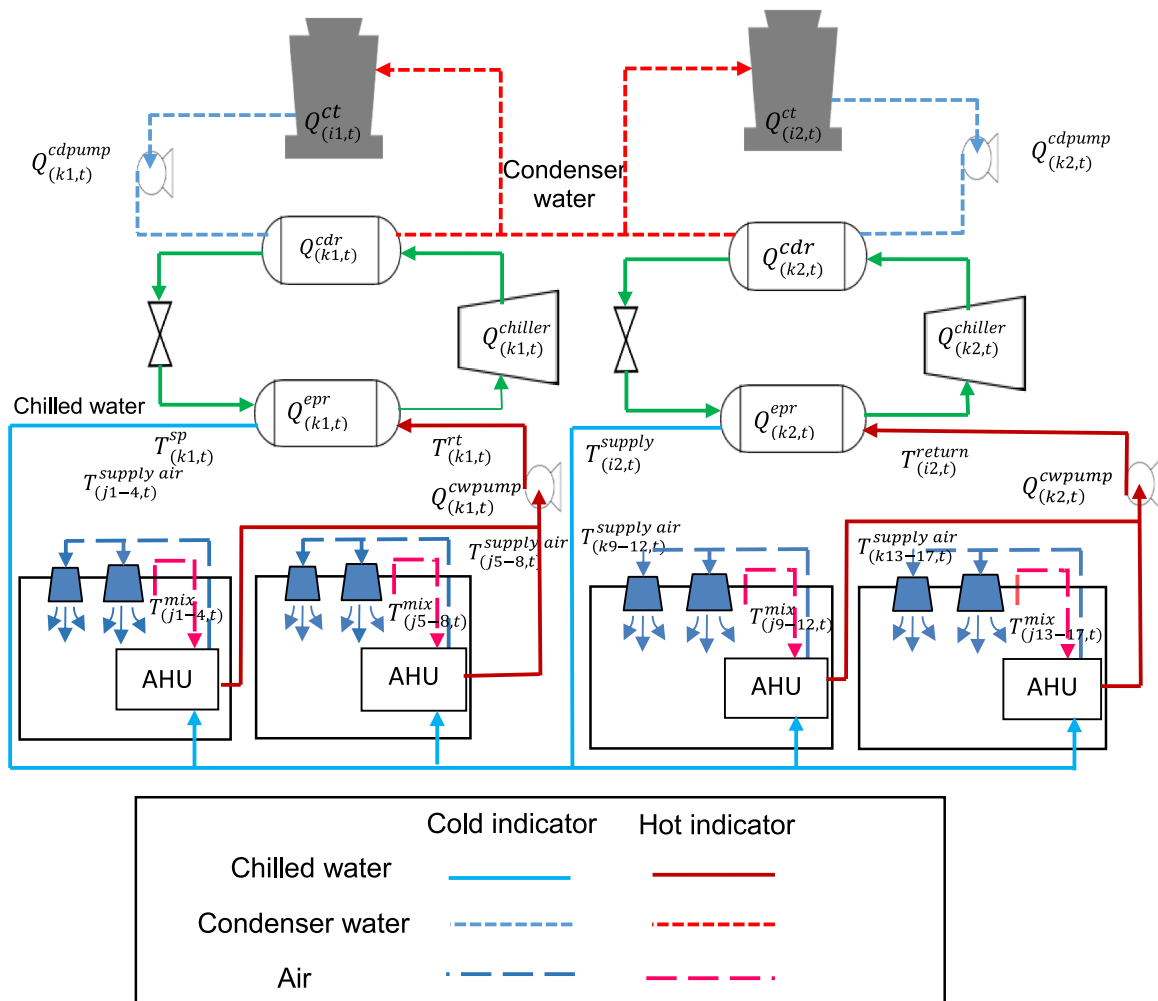 Q^{ct}_{(i1,t)}
Q^{ct}_{(i2,t)}
Q^{cdpump}_{(k1,t)}
Condenser
water
Q^{cdpump}_{(k2,t)}
Q^{cdr}_{(k1,t)}
Q^{cdr}_{(k2,t)}
Q^{chiller}_{(k1,t)}
Q^{chiller}_{(k2,t)}
Chilled water
Q^{epr}_{(k1,t)}
Q^{epr}_{(k2,t)}
T^{sp}_{(k1,t)}
T^{rt}_{(k1,t)}
T^{supply}_{(i2,t)}
T^{return}_{(i2,t)}
T^{supply air}_{(j1−4,t)}
Q^{cwpump}_{(k1,t)}
Q^{cwpump}_{(k2,t)}
T^{supply air}_{(j5−8,t)}
T^{supply air}_{(k9−12,t)}
T^{supply air}_{(k13−17,t)}
T^{mix}_{(j1−4,t)}
T^{mix}_{(j5−8,t)}
T^{mix}_{(j9−12,t)}
T^{mix}_{(j13−17,t)}
AHU
AHU
AHU
AHU
Cold indicator
Hot indicator
Chilled water
Condenser water
Air